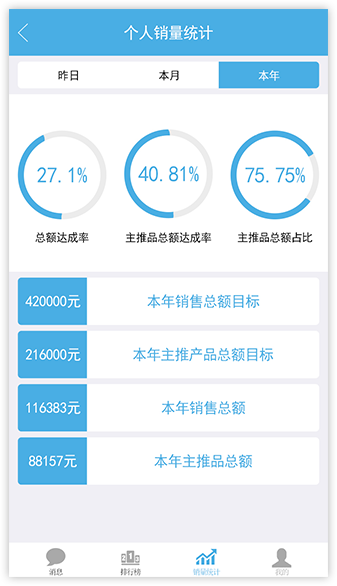 个人销量统计
昨日 本月 本年
27.1% 40.81% 75.75%
总额达成率 主推品总额达成率 主推品总额占比
420000元 本年销售总额目标
216000元 本年主推产品总额目标
116383元 本年销售总额
88157元 本年主推品总额
消息 排行榜 销量统计 我的